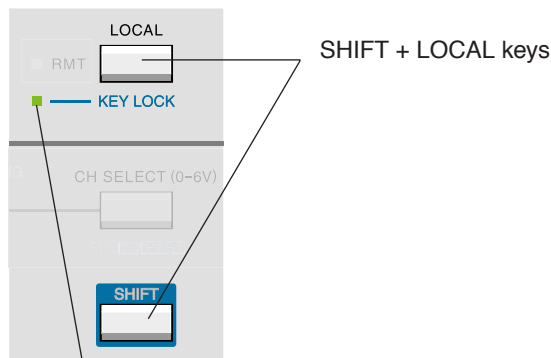 LOCAL
SHIFT + LOCAL keys
RMT
KEY LOCK
CH SELECT (0–6V)
SHIFT